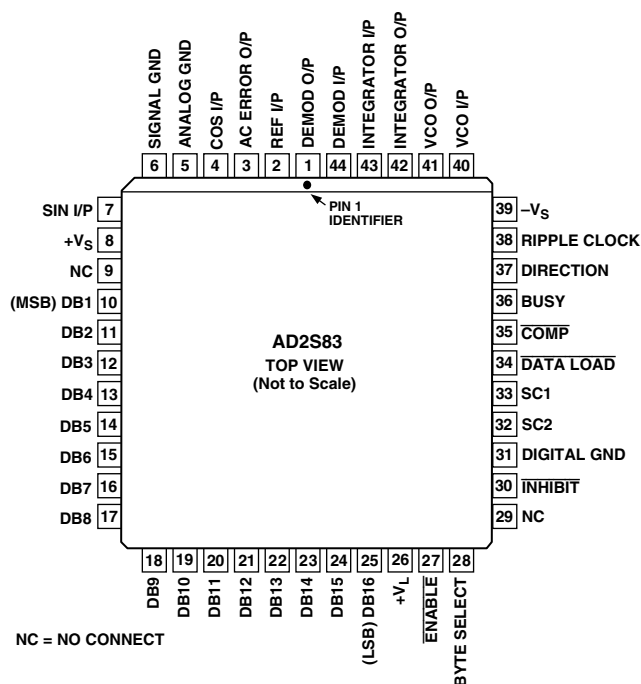 SIGNAL GND
ANALOG GND
COS I/P
AC ERROR O/P
REF I/P
DEMOD O/P
DEMOD I/P
INTEGRATOR I/P
INTEGRATOR O/P
VCO O/P
VCO I/P
6 5 4 3 2 1 44 43 42 41 40
PIN 1
IDENTIFIER
SIN I/P 7
+VS 8
NC 9
(MSB) DB1 10
DB2 11
DB3 12
DB4 13
DB5 14
DB6 15
DB7 16
DB8 17
AD2S83
TOP VIEW
(Not to Scale)
39 –VS
38 RIPPLE CLOCK
37 DIRECTION
36 BUSY
35 COMP
34 DATA LOAD
33 SC1
32 SC2
31 DIGITAL GND
30 INHIBIT
29 NC
18 19 20 21 22 23 24 25 26 27 28
DB9
DB10
DB11
DB12
DB13
DB14
DB15
(LSB) DB16
+VL
ENABLE
BYTE SELECT
NC = NO CONNECT